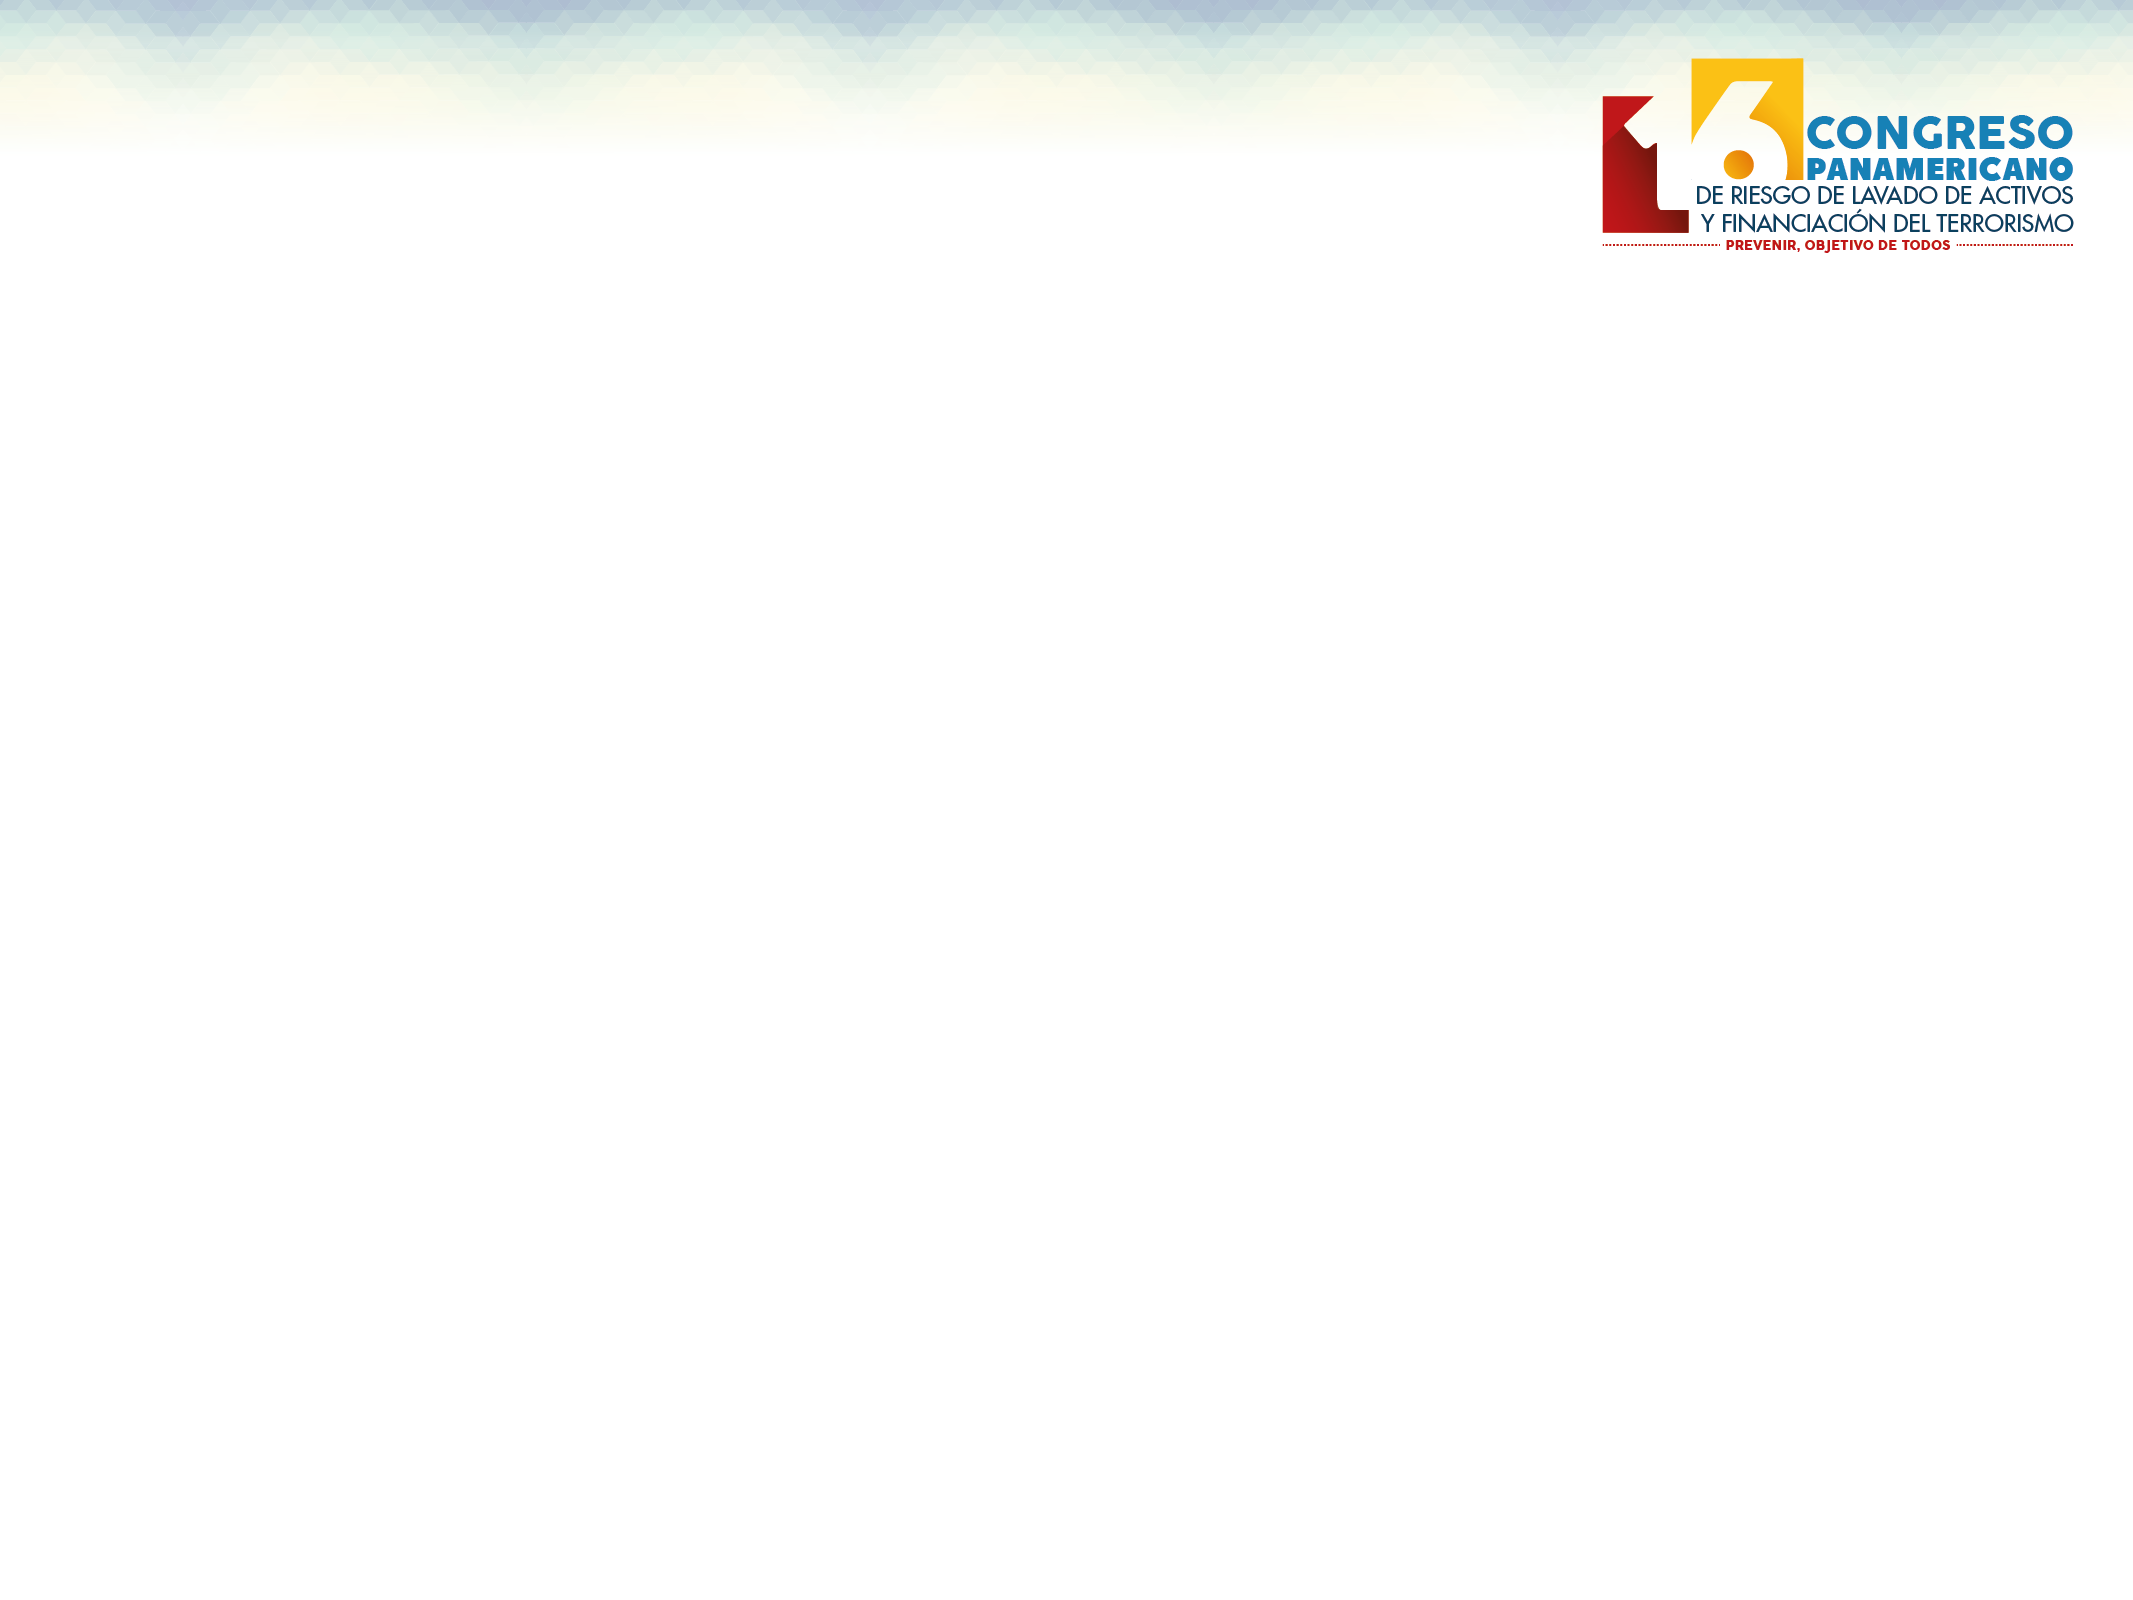 16 CONGRESO
PANAMERICANO
DE RIESGO DE LAVADO DE ACTIVOS
Y FINANCIACIÓN DEL TERRORISMO
PREVENIR, OBJETIVO DE TODOS